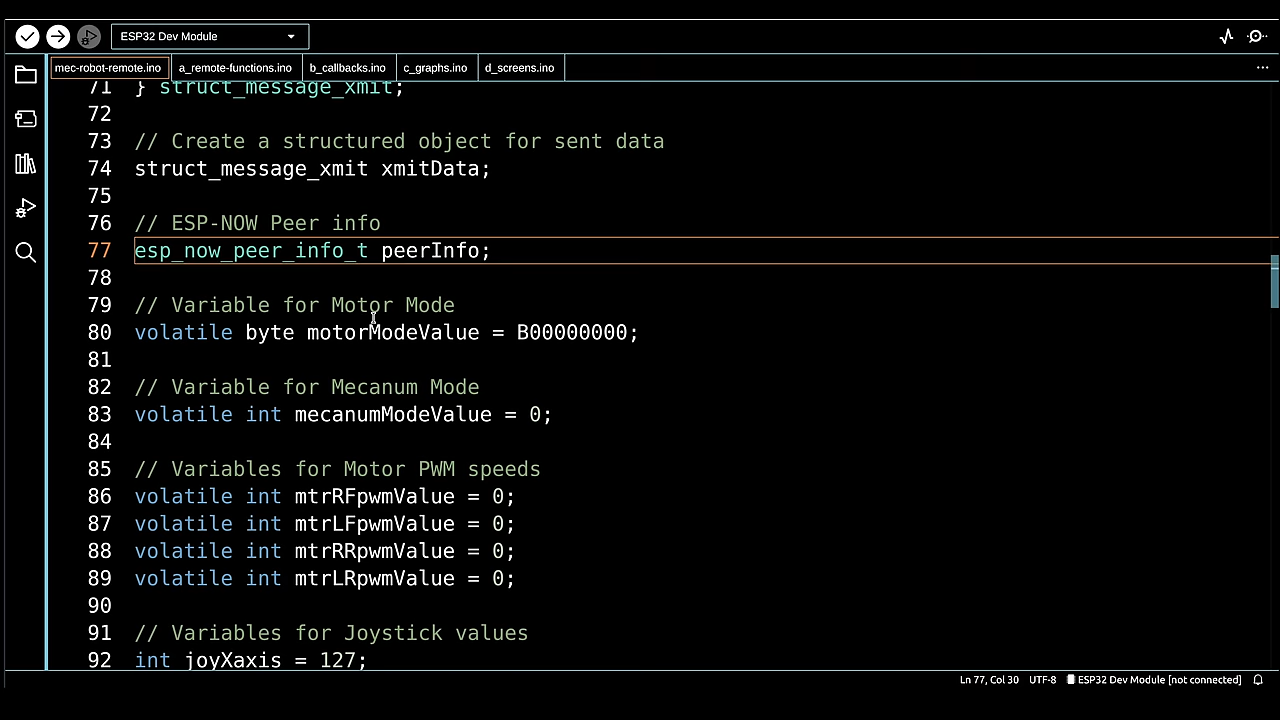 ESP32 Dev Module
mec-robot-remote.ino a_remote-functions.ino b_callbacks.ino c_graphs.ino d_screens.ino
71 } struct_message_xmit;
72
73 // Create a structured object for sent data
74 struct_message_xmit xmitData;
75
76 // ESP-NOW Peer info
77 esp_now_peer_info_t peerInfo;
78
79 // Variable for Motor Mode
80 volatile byte motorModeValue = B00000000;
81
82 // Variable for Mecanum Mode
83 volatile int mecanumModeValue = 0;
84
85 // Variables for Motor PWM speeds
86 volatile int mtrRFpwmValue = 0;
87 volatile int mtrLFpwmValue = 0;
88 volatile int mtrRRpwmValue = 0;
89 volatile int mtrLRpwmValue = 0;
90
91 // Variables for Joystick values
92 int joyXaxis = 127;
Ln 77, Col 30 UTF-8 ESP32 Dev Module [not connected]